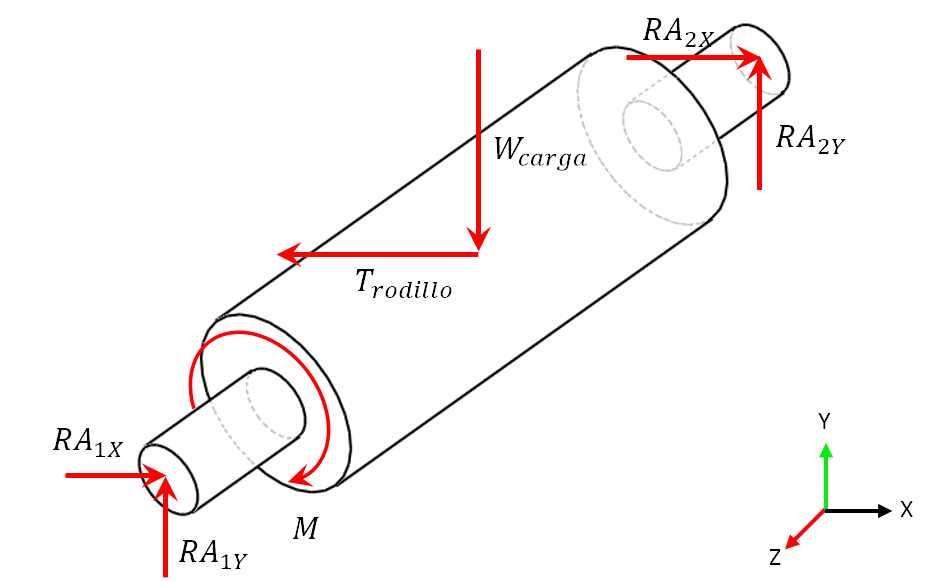 RA2X
RA2Y
Wcarga
Trodillo
RA1X
RA1Y
M
Y
X
Z